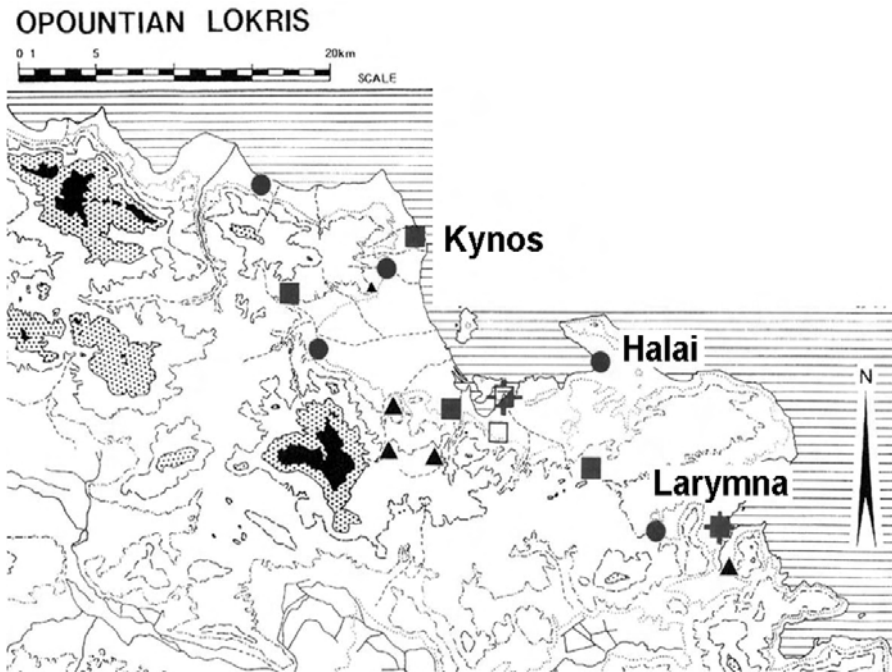 OPOUNTIAN LOKRIS
0 1 5 20km
SCALE
Kynos
Halai
N
Larymna